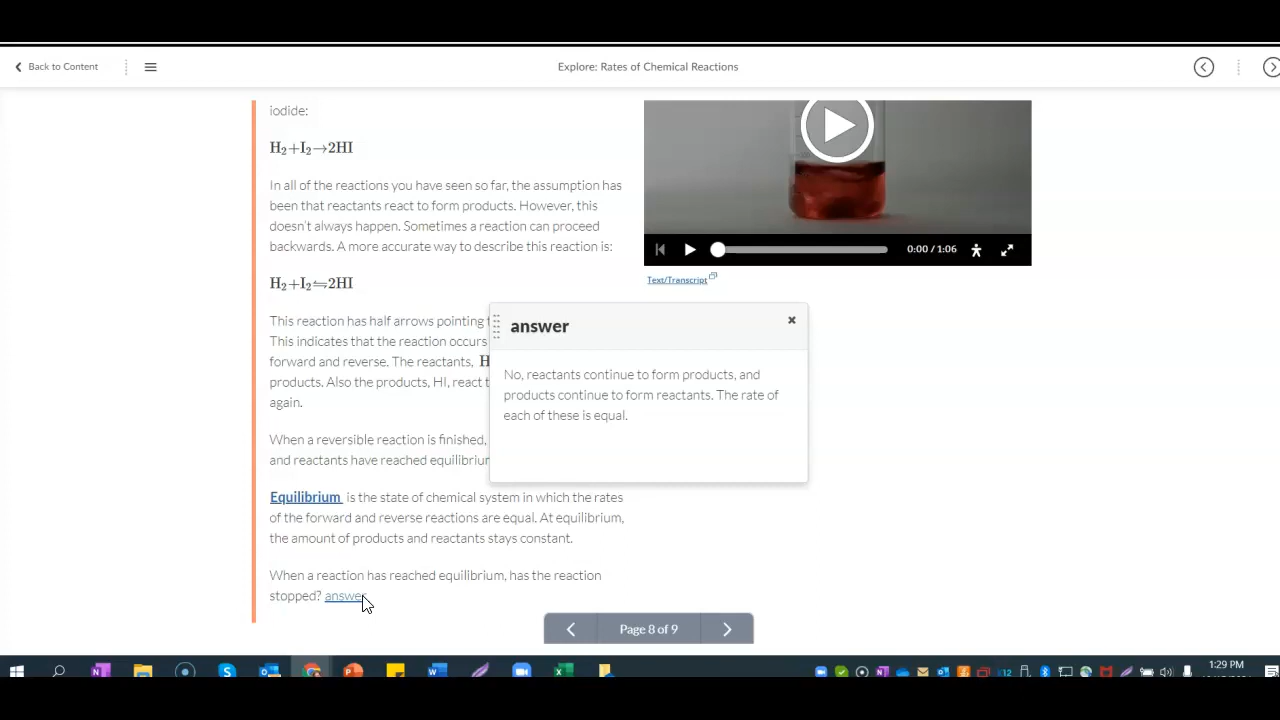 Back to Content
Explore: Rates of Chemical Reactions
iodide:
H₂+I₂→2HI
In all of the reactions you have seen so far, the assumption has
been that reactants react to form products. However, this
doesn't always happen. Sometimes a reaction can proceed
backwards. A more accurate way to describe this reaction is:
H₂+I₂⇋2HI
This reaction has half arrows pointing
This indicates that the reaction occurs
forward and reverse. The reactants, H
products. Also the products, HI, react
again.
When a reversible reaction is finished,
and reactants have reached
Equilibrium is the state of chemical system in which the rates
of the forward and reverse reactions are equal. At equilibrium,
the amount of products and reactants stays constant.
When a reaction has reached equilibrium, has the reaction
stopped? answer
0:00 / 1:06
Text/Transcript
answer
No, reactants continue to form products, and
products continue to form reactants. The rate of
each of these is equal.
Page 8 of 9
1:29 PM